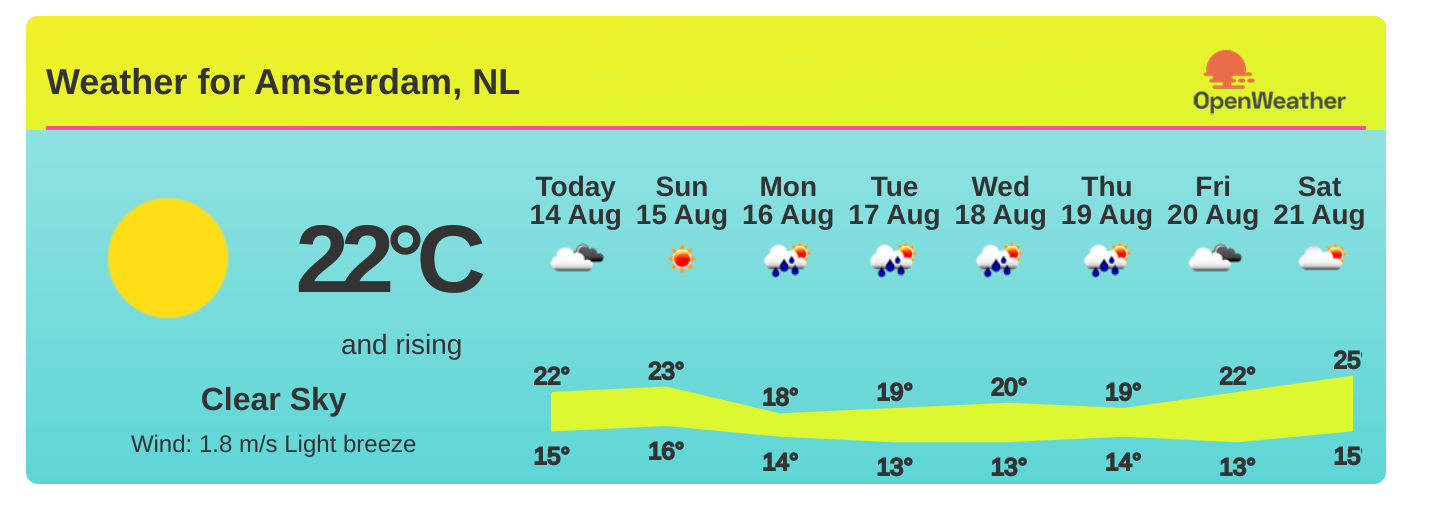 Weather for Amsterdam, NL
OpenWeather
22°C
and rising
Clear Sky
Wind: 1.8 m/s Light breeze
Today Sun Mon Tue Wed Thu Fri Sat
14 Aug 15 Aug 16 Aug 17 Aug 18 Aug 19 Aug 20 Aug 21 Aug
22° 23° 18° 19° 20° 19° 22° 25°
15° 16° 14° 13° 13° 14° 13° 15°